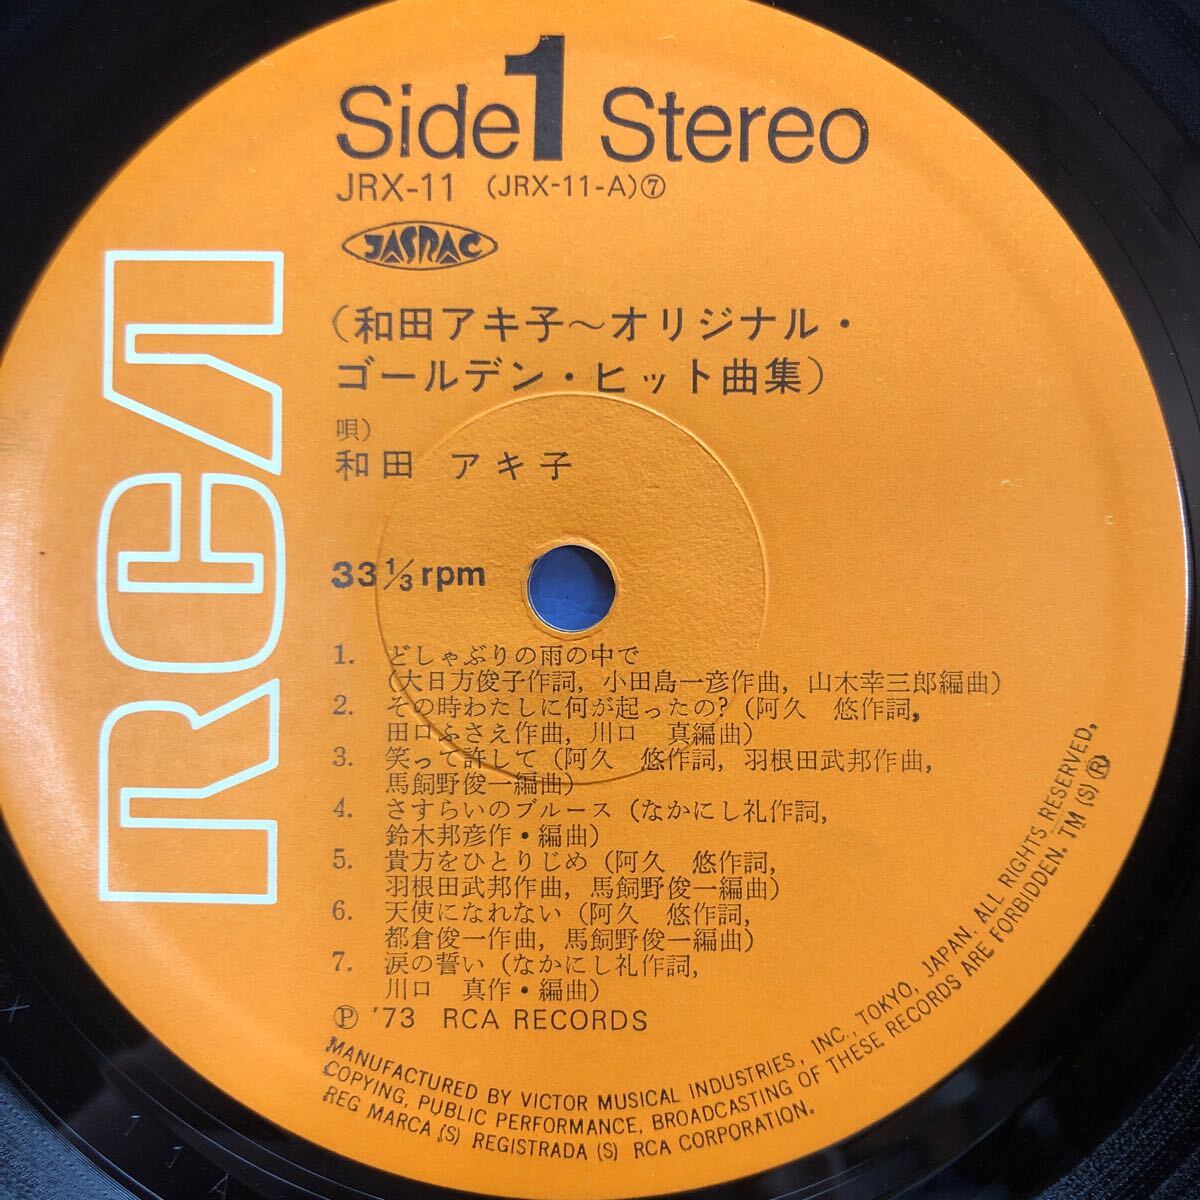 Side 1 Stereo
JRX-11 (JRX-11-A)⑦
JASRAC
(和田アキ子～オリジナル・
ゴールデン・ヒット曲集)
唄)
和田 アキ子
33 1/3 rpm
RCA
1. どしゃぶりの雨の中で
(大日方俊子作詞, 小田島一彦作曲, 山木幸三郎編曲)
2. その時わたしに何が起ったの? (阿久 悠作詞,
田口ふさえ作曲, 川口 真編曲)
3. 笑って許して (阿久 悠作詞, 羽根田武邦作曲,
馬飼野俊一編曲)
4. さすらいのブルース (なかにし礼作詞,
鈴木邦彦作・編曲)
5. 貴方をひとりじめ (阿久 悠作詞,
羽根田武邦作曲, 馬飼野俊一編曲)
6. 天使になれない (阿久 悠作詞,
都倉俊一作曲, 馬飼野俊一編曲)
7. 涙の誓い (なかにし礼作詞,
川口 真作・編曲)
Ⓟ '73 RCA RECORDS
MANUFACTURED BY VICTOR MUSICAL INDUSTRIES, INC., TOKYO, JAPAN. ALL RIGHTS RESERVED.
COPYING, PUBLIC PERFORMANCE, BROADCASTING OF THESE RECORDS ARE FORBIDDEN. TM (S) ®
REG MARCA (S) REGISTRADA (S) RCA CORPORATION.